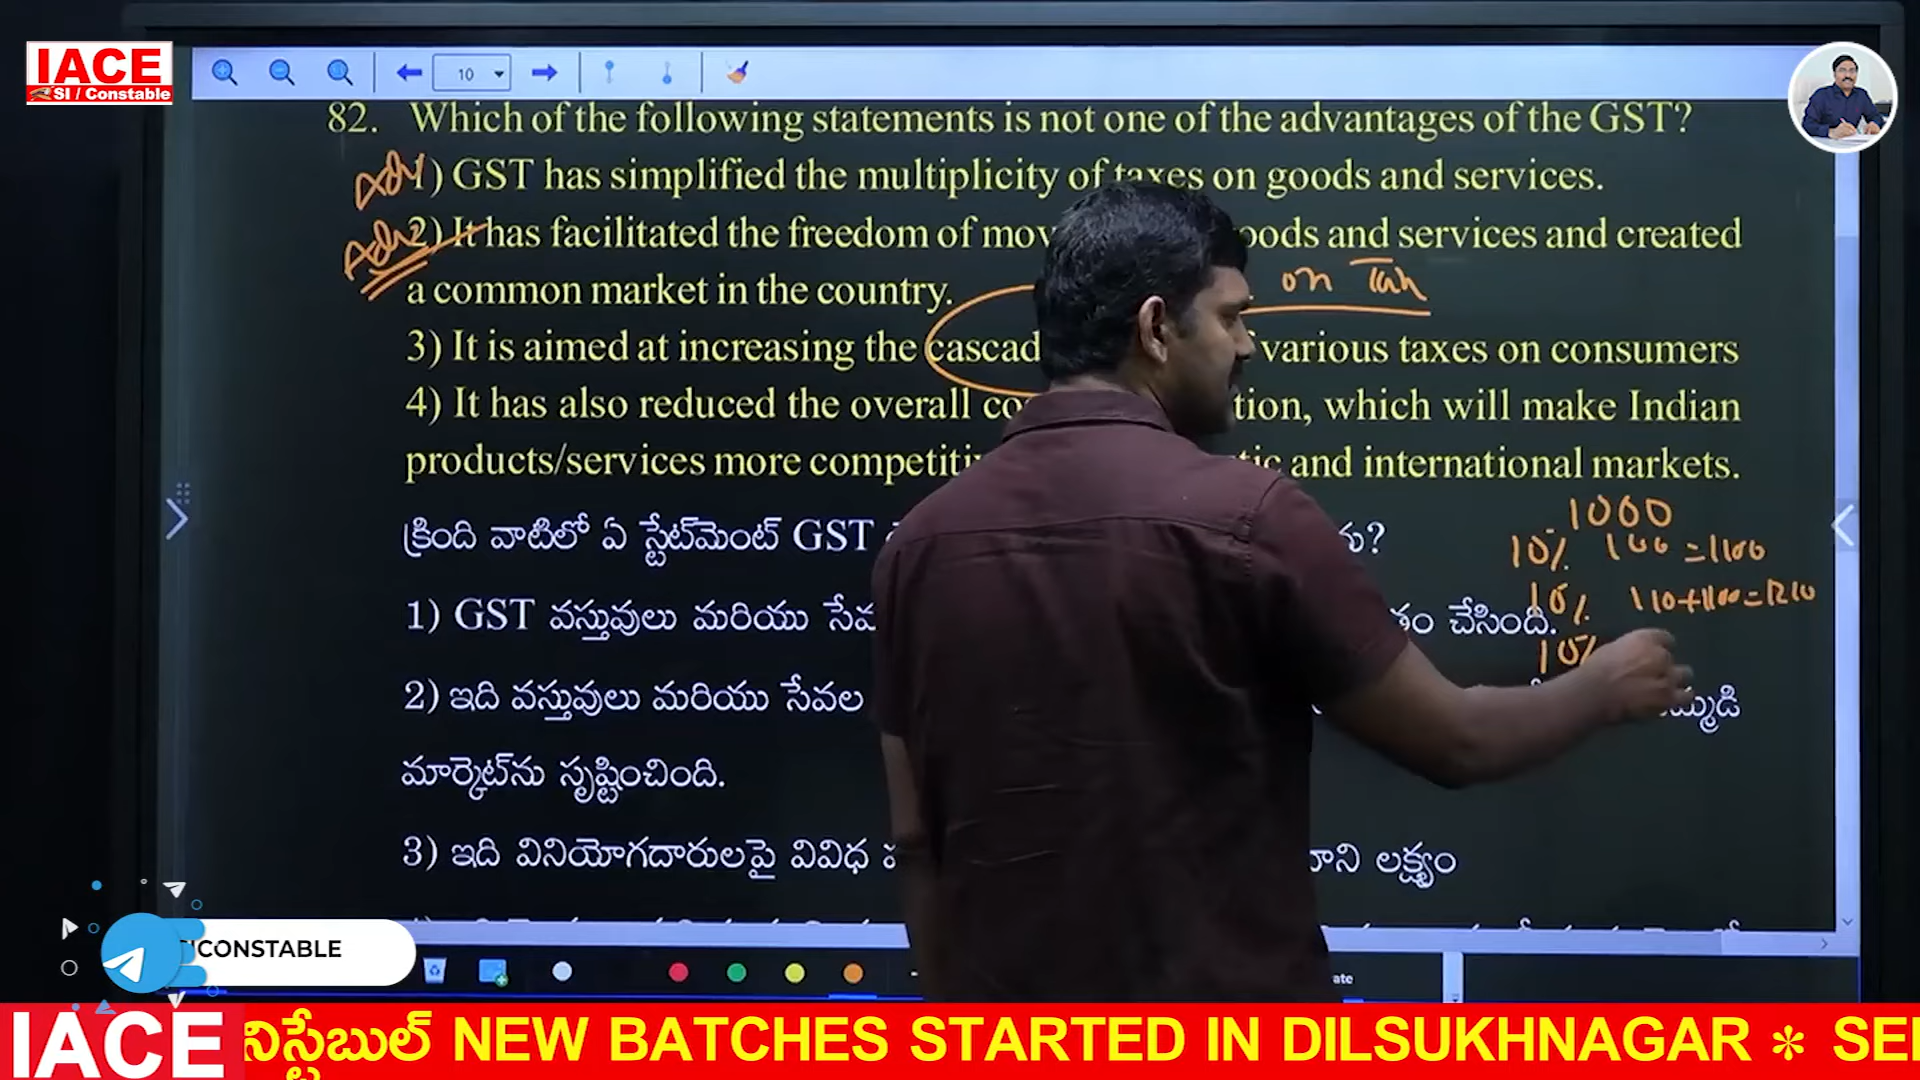 IACE
SI / Constable
10
82. Which of the following statements is not one of the advantages of the GST?
Adv 1) GST has simplified the multiplicity of taxes on goods and services.
Adv 2) It has facilitated the freedom of mov oods and services and created
on Tax
a common market in the country.
3) It is aimed at increasing the cascad various taxes on consumers
4) It has also reduced the overall co tion, which will make Indian
products/services more competiti tic and international markets.
1000
క్రింది వాటిలో ఏ స్టేట్‌మెంట్ GST ?
10% 100 =1100
10% 110+1100=1210
1) GST వస్తువులు మరియు సేవ తం చేసింది.
10%
2) ఇది వస్తువులు మరియు సేవల మ్మడి
మార్కెట్‌ను సృష్టించింది.
3) ఇది వినియోగదారులపై వివిధ దాని లక్ష్యం
CONSTABLE
ate
IACE నిస్టేబుల్ NEW BATCHES STARTED IN DILSUKHNAGAR * SE